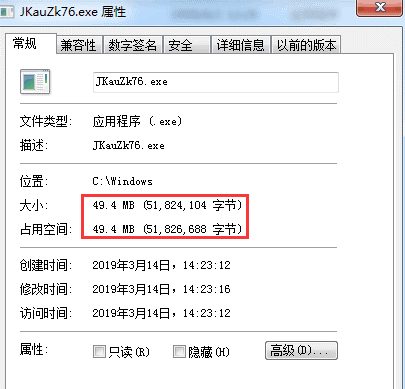 JKauZk76.exe 属性
常规 兼容性 数字签名 安全 详细信息 以前的版本
JKauZk76.exe
文件类型: 应用程序 (.exe)
描述: JKauZk76.exe
位置: C:\Windows
大小: 49.4 MB (51,824,104 字节)
占用空间: 49.4 MB (51,826,688 字节)
创建时间: 2019年3月14日，14:23:12
修改时间: 2019年3月14日，14:23:16
访问时间: 2019年3月14日，14:23:12
属性: 只读(R) 隐藏(H) 高级(D)...